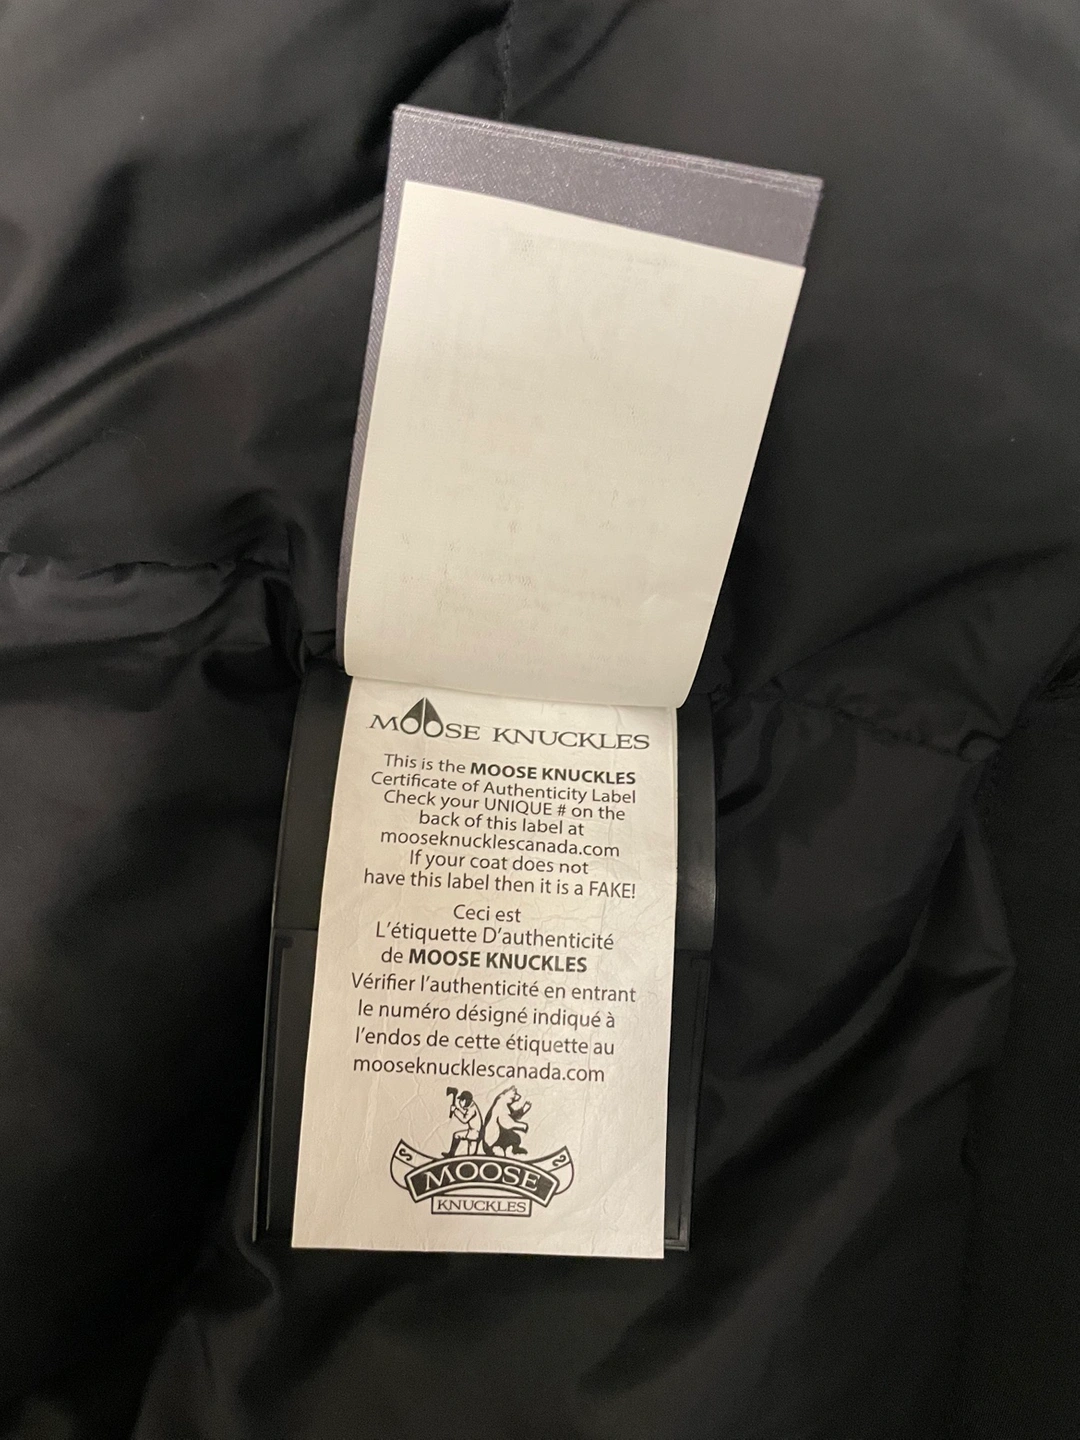 MOOSE KNUCKLES
This is the MOOSE KNUCKLES
Certificate of Authenticity Label
Check your UNIQUE # on the
back of this label at
mooseknucklescanada.com
If your coat does not
have this label then it is a FAKE!
Ceci est
L'étiquette D'authenticité
de MOOSE KNUCKLES
Vérifier l'authenticité en entrant
le numéro désigné indiqué à
l'endos de cette étiquette au
mooseknucklescanada.com
MOOSE
KNUCKLES